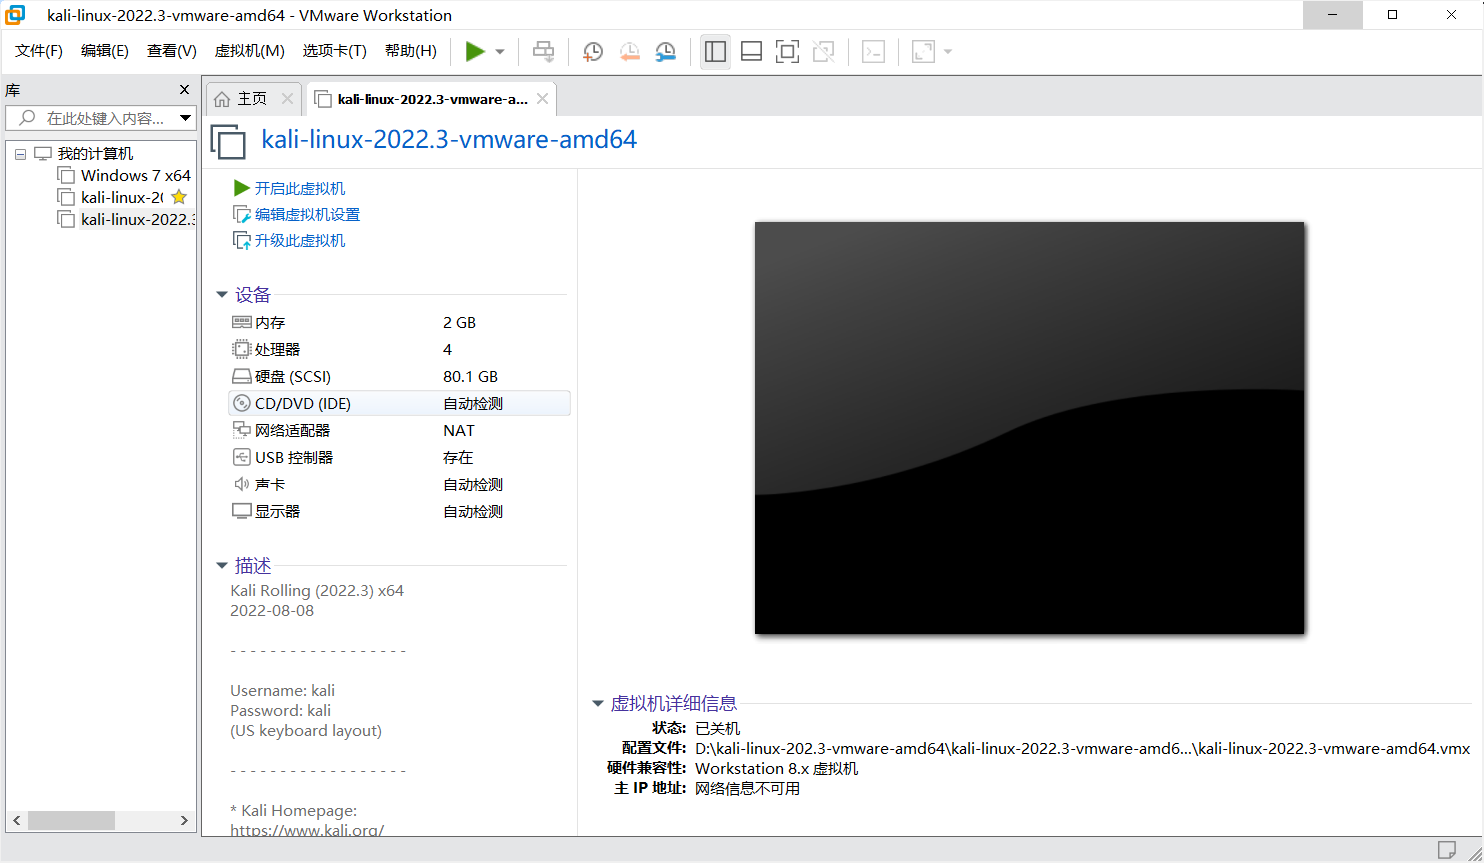 kali-linux-2022.3-vmware-amd64 - VMware Workstation
文件(F) 编辑(E) 查看(V) 虚拟机(M) 选项卡(T) 帮助(H)
库
在此处键入内容...
我的计算机
Windows 7 x64
kali-linux-20
kali-linux-2022.3
主页
kali-linux-2022.3-vmware-a...
kali-linux-2022.3-vmware-amd64
开启此虚拟机
编辑虚拟机设置
升级此虚拟机
设备
内存 2 GB
处理器 4
硬盘 (SCSI) 80.1 GB
CD/DVD (IDE) 自动检测
网络适配器 NAT
USB 控制器 存在
声卡 自动检测
显示器 自动检测
描述
Kali Rolling (2022.3) x64
2022-08-08
- - - - - - - - - - - - - - - - - -
Username: kali
Password: kali
(US keyboard layout)
- - - - - - - - - - - - - - - - - -
* Kali Homepage:
https://www.kali.org/
虚拟机详细信息
状态: 已关机
配置文件: D:\kali-linux-202.3-vmware-amd64\kali-linux-2022.3-vmware-amd6...\kali-linux-2022.3-vmware-amd64.vmx
硬件兼容性: Workstation 8.x 虚拟机
主 IP 地址: 网络信息不可用